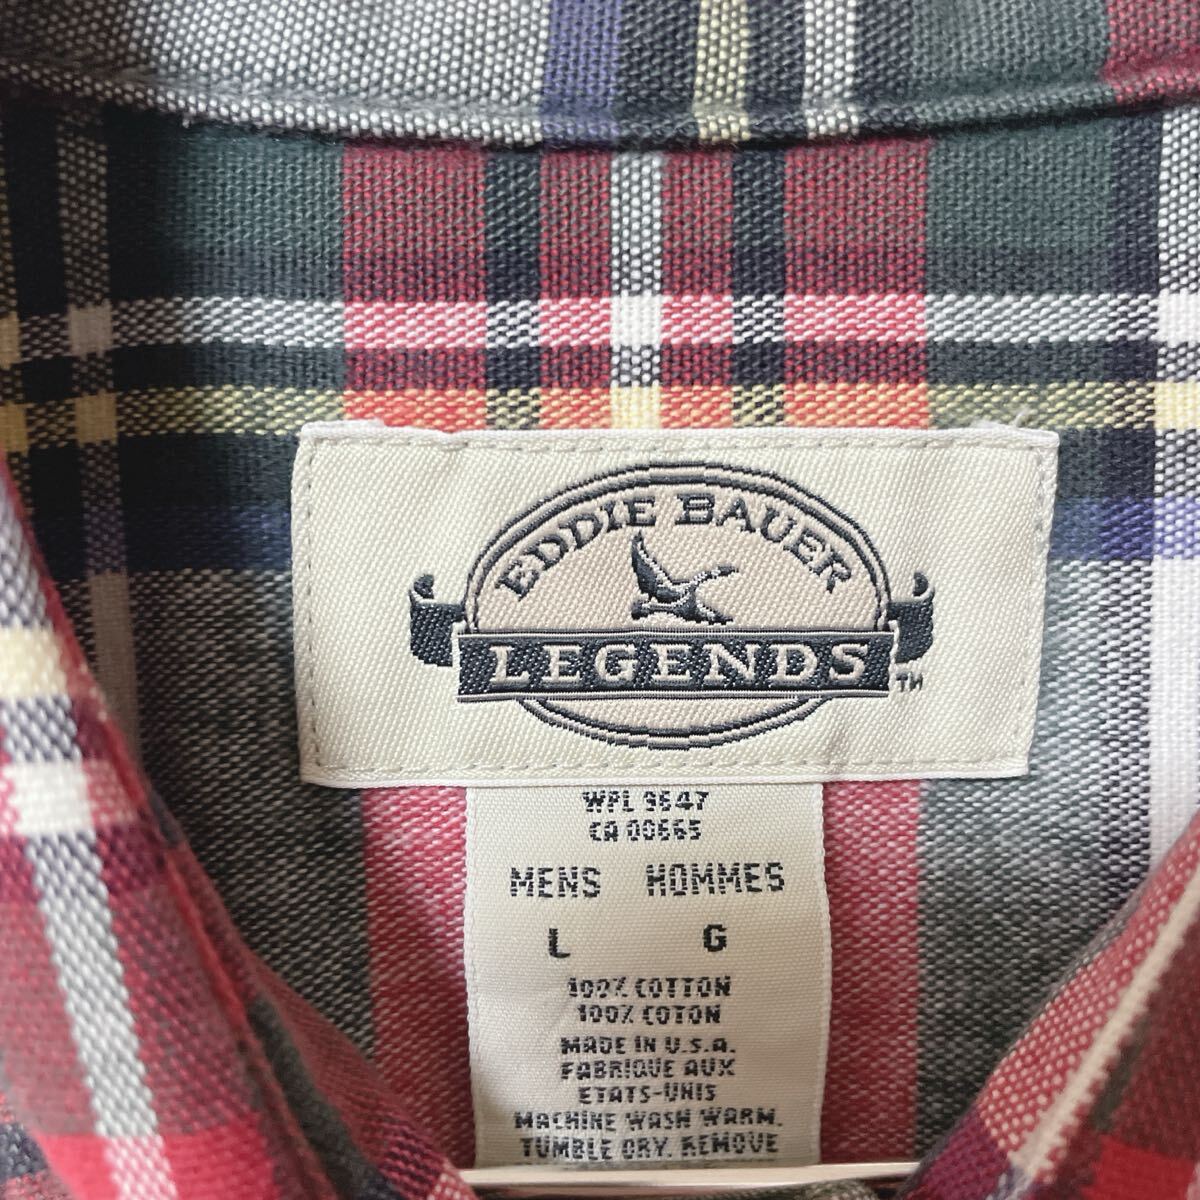 EDDIE BAUER
LEGENDS TM
WPL 9647
CA 00665
MENS HOMMES
L G
100% COTTON
100% COTON
MADE IN U.S.A.
FABRIQUE AUX
ETATS-UNIS
MACHINE WASH WARM.
TUMBLE DRY. REMOVE